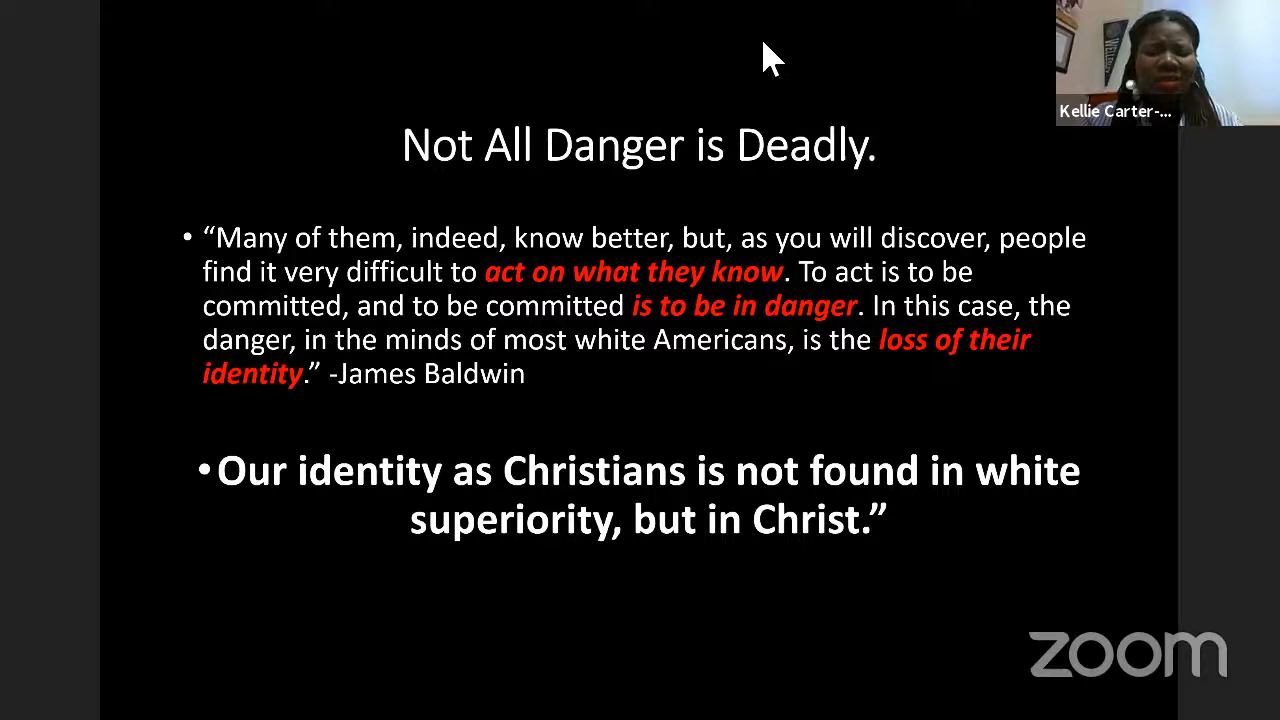 Kellie Carter-...
Not All Danger is Deadly.
• “Many of them, indeed, know better, but, as you will discover, people
find it very difficult to act on what they know. To act is to be
committed, and to be committed is to be in danger. In this case, the
danger, in the minds of most white Americans, is the loss of their
identity.” -James Baldwin
• Our identity as Christians is not found in white
superiority, but in Christ.”
zoom